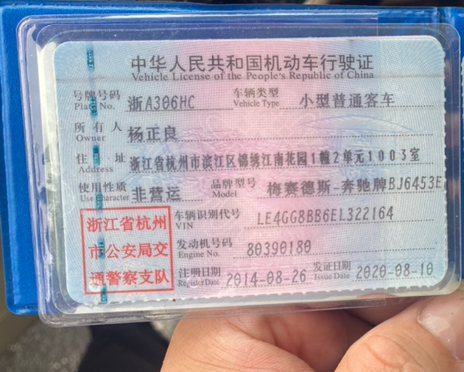 中华人民共和国机动车行驶证
Vehicle License of the People's Republic of China
号牌号码 浙A306HC 车辆类型 小型普通客车
Plate No. Vehicle Type
所有人 杨正良
Owner
住址 浙江省杭州市滨江区锦绣江南花园1幢2单元1003室
Address
使用性质 非营运 品牌型号 梅赛德斯-奔驰牌BJ6453E
Use Character Model
浙江省杭州
市公安局交
通警察支队
车辆识别代号 LE4GG8BB6EL322164
VIN
发动机号码 80390180
Engine No.
注册日期 2014-08-26 发证日期 2020-08-10
Register Date Issue Date